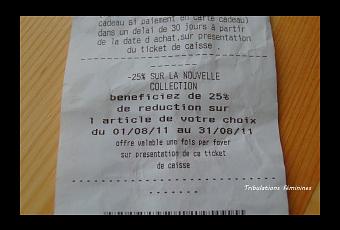 cadeau si paiement en carte cadeau)
dans un delai de 30 jours à partir
de la date d achat,sur présentation
du ticket de caisse .
-25% SUR LA NOUVELLE
COLLECTION
beneficiez de 25%
de reduction sur
1 article de votre choix
du 01/08/11 au 31/08/11
offre valable une fois par foyer
sur presentation de ce ticket
de caisse
Tribulations féminines